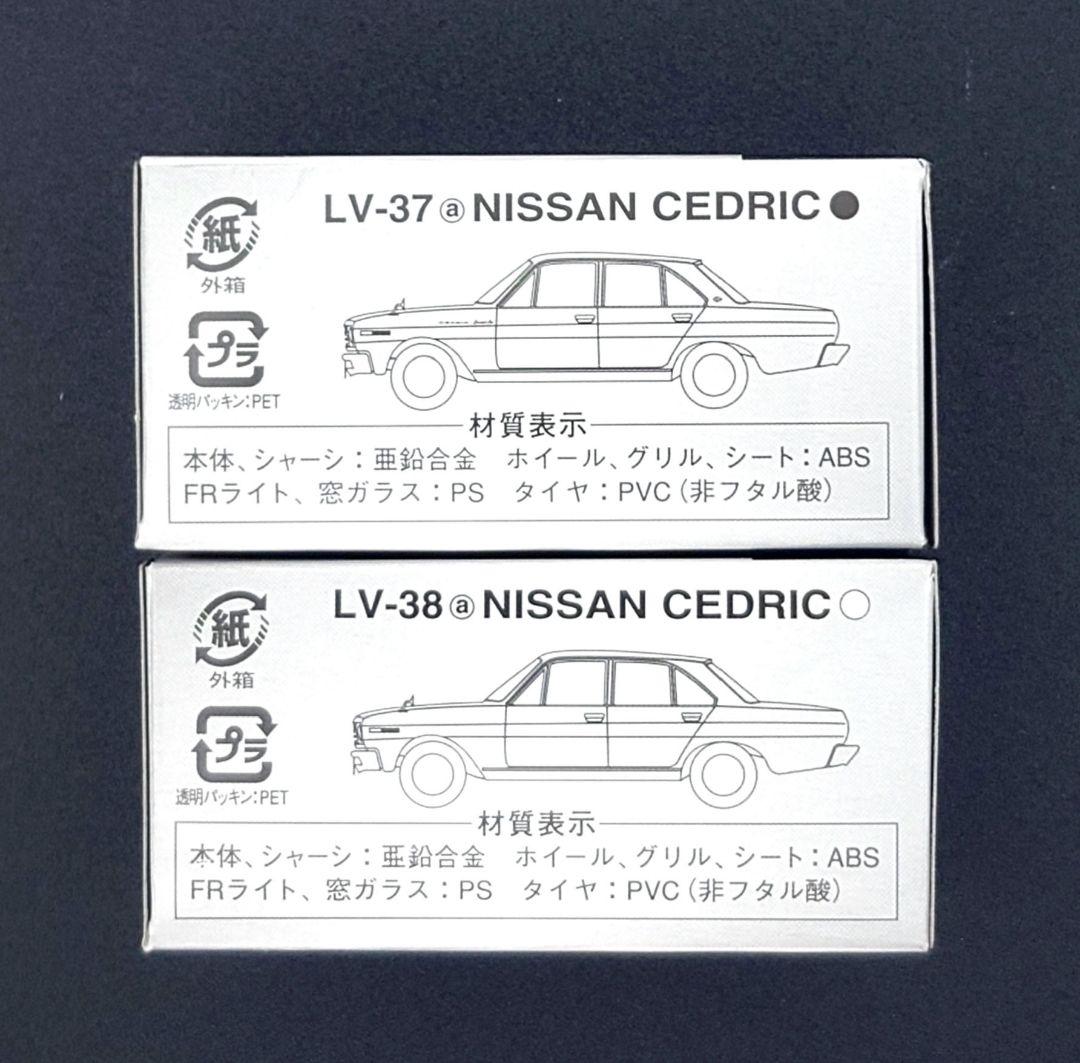 LV-37 ⓐ NISSAN CEDRIC ●
紙
外箱
プラ
透明パッキン:PET
材質表示
本体、シャーシ：亜鉛合金　ホイール、グリル、シート：ABS
FRライト、窓ガラス：PS　タイヤ：PVC（非フタル酸）
LV-38 ⓐ NISSAN CEDRIC ○
紙
外箱
プラ
透明パッキン:PET
材質表示
本体、シャーシ：亜鉛合金　ホイール、グリル、シート：ABS
FRライト、窓ガラス：PS　タイヤ：PVC（非フタル酸）